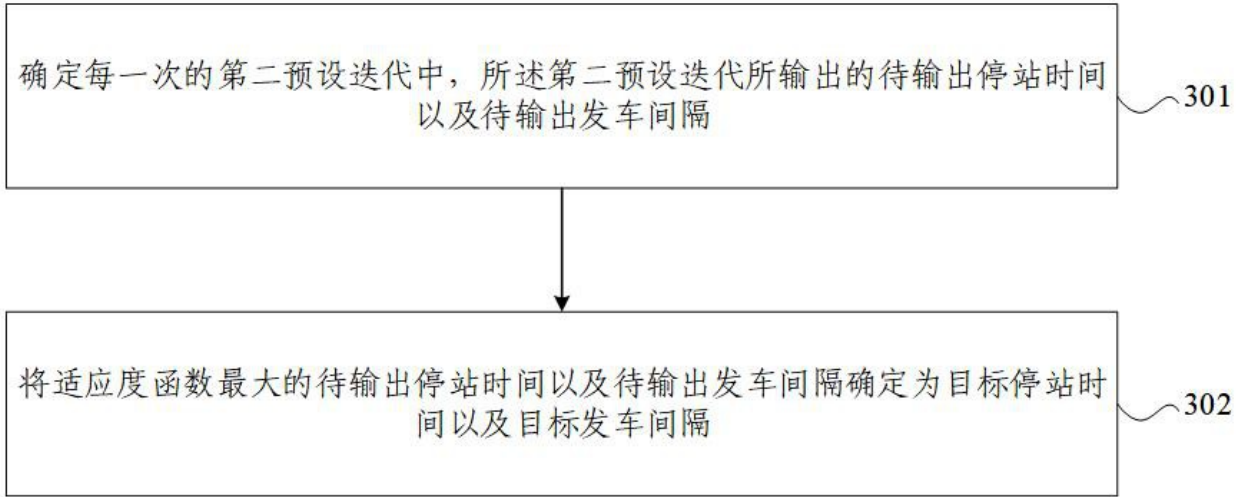 确定每一次的第二预设迭代中，所述第二预设迭代所输出的待输出停站时间
以及待输出发车间隔
301
将适应度函数最大的待输出停站时间以及待输出发车间隔确定为目标停站时
间以及目标发车间隔
302